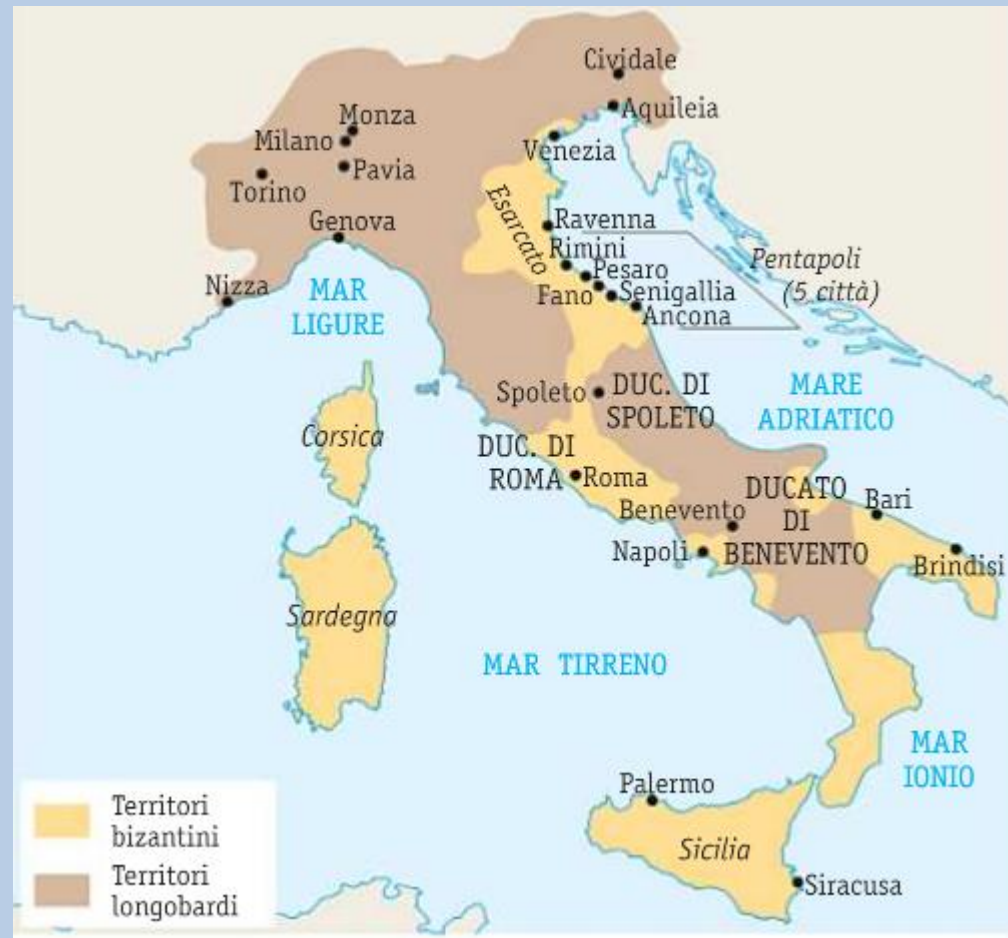 Cividale
Aquileia
Monza
Milano
Venezia
Pavia
Torino
Esarcato
Genova
Ravenna
Rimini
Pentapoli
(5 città)
Pesaro
Fano
Senigallia
Ancona
Nizza
MAR
LIGURE
MARE
ADRIATICO
Spoleto
DUC. DI
SPOLETO
Corsica
DUC. DI
ROMA
Roma
Benevento
DUCATO
DI
BENEVENTO
Bari
Napoli
Brindisi
Sardegna
MAR TIRRENO
MAR
IONIO
Palermo
Sicilia
Siracusa
Territori
bizantini
Territori
longobardi